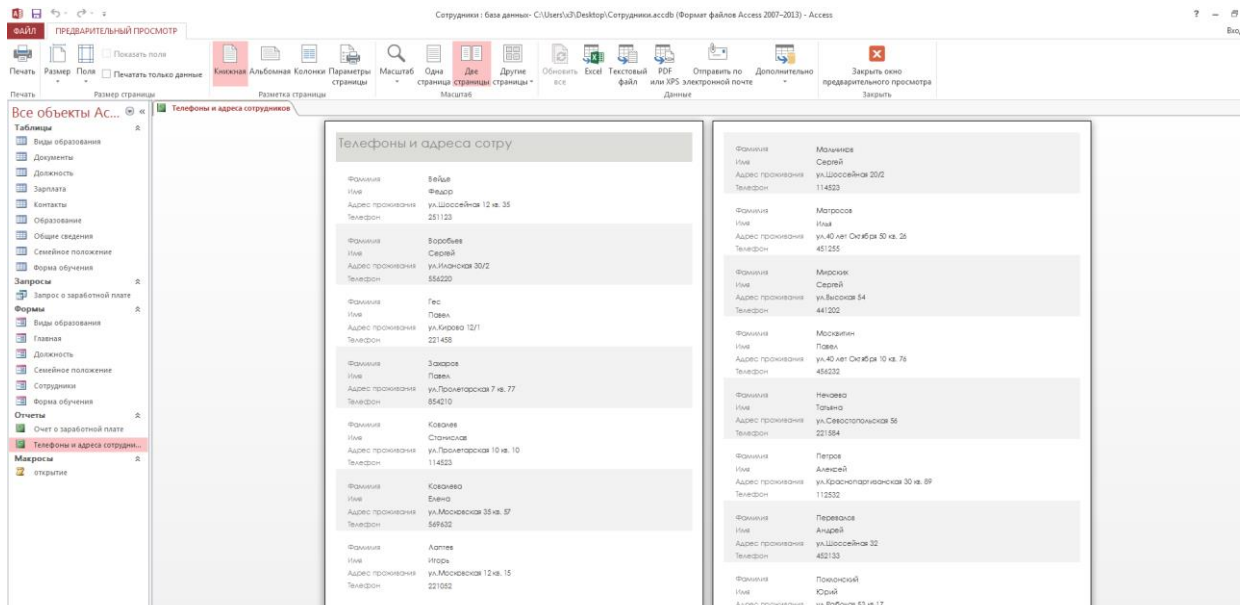 Сотрудники : база данных- C:\Users\x3\Desktop\Сотрудники.accdb (Формат файлов Access 2007–2013) - Access
ФАЙЛ ПРЕДВАРИТЕЛЬНЫЙ ПРОСМОТР
Вхо
Печать
Размер
Поля
Показать поля
Печатать только данные
Книжная
Альбомная
Колонки
Параметры страницы
Масштаб
Одна страница
Две страницы
Другие страницы
Обновить все
Excel
Текстовый файл
PDF или XPS
Отправить по электронной почте
Дополнительно
Закрыть окно предварительного просмотра
Печать
Размер страницы
Разметка страницы
Масштаб
Данные
Закрыть
Все объекты Ac...
Таблицы
Виды образования
Документы
Должность
Зарплата
Контакты
Образование
Общие сведения
Семейное положение
Форма обучения
Запросы
Запрос о заработной плате
Формы
Виды образования
Главная
Должность
Семейное положение
Сотрудники
Форма обучения
Отчеты
Счет о заработной плате
Телефоны и адреса сотрудни...
Макросы
открытие
Телефоны и адреса сотрудников
Телефоны и адреса сотру
Фамилия Вейде
Имя Федор
Адрес проживания ул.Шоссейная 12 кв. 35
Телефон 251123
Фамилия Воробьев
Имя Сергей
Адрес проживания ул.Иланская 30/2
Телефон 556220
Фамилия Гес
Имя Павел
Адрес проживания ул.Кирова 12/1
Телефон 221458
Фамилия Захаров
Имя Павел
Адрес проживания ул.Пролетарская 7 кв. 77
Телефон 854210
Фамилия Ковалев
Имя Станислав
Адрес проживания ул.Пролетарская 10 кв. 10
Телефон 114523
Фамилия Ковалева
Имя Елена
Адрес проживания ул.Московская 35 кв. 57
Телефон 569632
Фамилия Лаптев
Имя Игорь
Адрес проживания ул.Московская 12 кв. 15
Телефон 221052
Фамилия Мальчиков
Имя Сергей
Адрес проживания ул.Шоссейная 20/2
Телефон 114523
Фамилия Матросов
Имя Илья
Адрес проживания ул.40 лет Октября 50 кв. 26
Телефон 451255
Фамилия Мирских
Имя Сергей
Адрес проживания ул.Высокая 54
Телефон 441202
Фамилия Москвитин
Имя Павел
Адрес проживания ул.40 лет Октября 10 кв. 76
Телефон 456232
Фамилия Нечаева
Имя Татьяна
Адрес проживания ул.Севостопольская 56
Телефон 221584
Фамилия Петров
Имя Алексей
Адрес проживания ул.Краснопартизанская 30 кв. 89
Телефон 112532
Фамилия Перевалов
Имя Андрей
Адрес проживания ул.Шоссейная 32
Телефон 452133
Фамилия Поклонский
Имя Юрий
Адрес проживания ул.Рабочая 53 кв.17